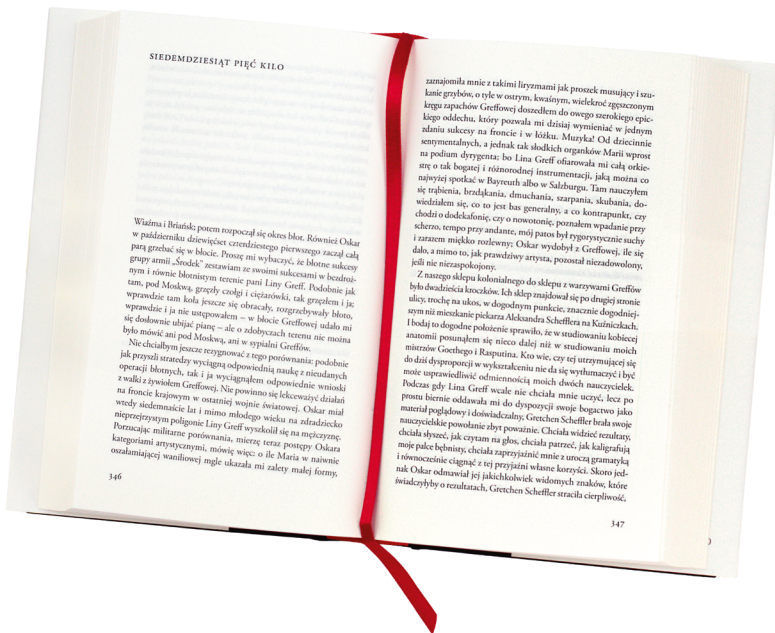 SIEDEMDZIESIĄT PIĘĆ KILO
Wiaźma i Briańsk; potem rozpoczął się okres błot. Również Oskar
w październiku dziewięćset czterdziestego pierwszego zaczął całą
parą grzebać się w błocie. Proszę mi wybaczyć, że błotne sukcesy
grupy armii „Środek” zestawiam ze swoimi sukcesami w bezdroż-
nym i równie błotnistym terenie pani Liny Greff. Podobnie jak
tam, pod Moskwą, grzęzły czołgi i ciężarówki, tak grzęzłem i ja;
wprawdzie tam koła jeszcze się obracały, rozgrzebywały błoto,
wprawdzie i ja nie ustępowałem – w błocie Greffowej udało mi
się dosłownie ubijać pianę – ale o zdobyczach terenu nie można
było mówić ani pod Moskwą, ani w sypialni Greffów.
Nie chciałbym jeszcze rezygnować z tego porównania: podobnie
jak przyszli stratedzy wyciągną odpowiednią naukę z nieudanych
operacji błotnych, tak i ja wyciągnąłem odpowiednie wnioski
z walki z żywiołem Greffowej. Nie powinno się lekceważyć działań
na froncie krajowym w ostatniej wojnie światowej. Oskar miał
wtedy siedemnaście lat i mimo młodego wieku na zdradziecko
nieprzejrzystym poligonie Liny Greff wyszkolił się na mężczyznę.
Porzucając militarne porównania, mierzę teraz postępy Oskara
kategoriami artystycznymi, mówię więc: o ile Maria w naiwnie
oszałamiającej waniliowej mgle ukazała mi zalety małej formy,
346
zaznajomiła mnie z takimi liryzmami jak proszek musujący i szu-
kanie grzybów, o tyle w ostrym, kwaśnym, wielekroć zgęszczonym
kręgu zapachów Greffowej doszedłem do owego szerokiego epic-
kiego oddechu, który pozwala mi dzisiaj wymieniać w jednym
zdaniu sukcesy na froncie i w łóżku. Muzyka! Od dziecinnie
sentymentalnych, a jednak tak słodkich organków Marii wprost
na podium dyrygenta; bo Lina Greff ofiarowała mi całą orkie-
strę o tak bogatej i różnorodnej instrumentacji, jaką można co
najwyżej spotkać w Bayreuth albo w Salzburgu. Tam nauczyłem
się trąbienia, brzdąkania, dmuchania, szarpania, skubania, do-
wiedziałem się, co to jest bas generalny, a co kontrapunkt, czy
chodzi o dodekafonię, czy o nowotonię, poznałem wpadanie przy
scherzo, tempo przy andante, mój patos był rygorystycznie suchy
i zarazem miękko rozlewny; Oskar wydobył z Greffowej, ile się
dało, a mimo to, jak prawdziwy artysta, pozostał niezadowolony,
jeśli nie niezaspokojony.
Z naszego sklepu kolonialnego do sklepu z warzywami Greffów
było dwadzieścia kroczków. Ich sklep znajdował się po drugiej stronie
ulicy, trochę na ukos, w dogodnym punkcie, znacznie dogodniej-
szym niż mieszkanie piekarza Aleksandra Schefflera na Kuźniczkach.
I bodaj to dogodne położenie sprawiło, że w studiowaniu kobiecej
anatomii posunąłem się nieco dalej niż w studiowaniu moich
mistrzów Goethego i Rasputina. Kto wie, czy tej utrzymującej się
do dziś dysproporcji w wykształceniu nie da się wytłumaczyć i być
może usprawiedliwić odmiennością moich dwóch nauczycielek.
Podczas gdy Lina Greff wcale nie chciała mnie uczyć, lecz po
prostu biernie oddawała mi do dyspozycji swoje bogactwo jako
materiał poglądowy i doświadczalny, Gretchen Scheffler brała swoje
nauczycielskie powołanie zbyt poważnie. Chciała widzieć rezultaty,
chciała słyszeć, jak czytam na głos, chciała patrzeć, jak kaligrafują
moje palce bębnisty, chciała zaprzyjaźnić mnie z uroczą gramatyką
i równocześnie ciągnąć z tej przyjaźni własne korzyści. Skoro jed-
nak Oskar odmawiał jej jakichkolwiek widomych znaków, które
świadczyłyby o rezultatach, Gretchen Scheffler straciła cierpliwość,
347